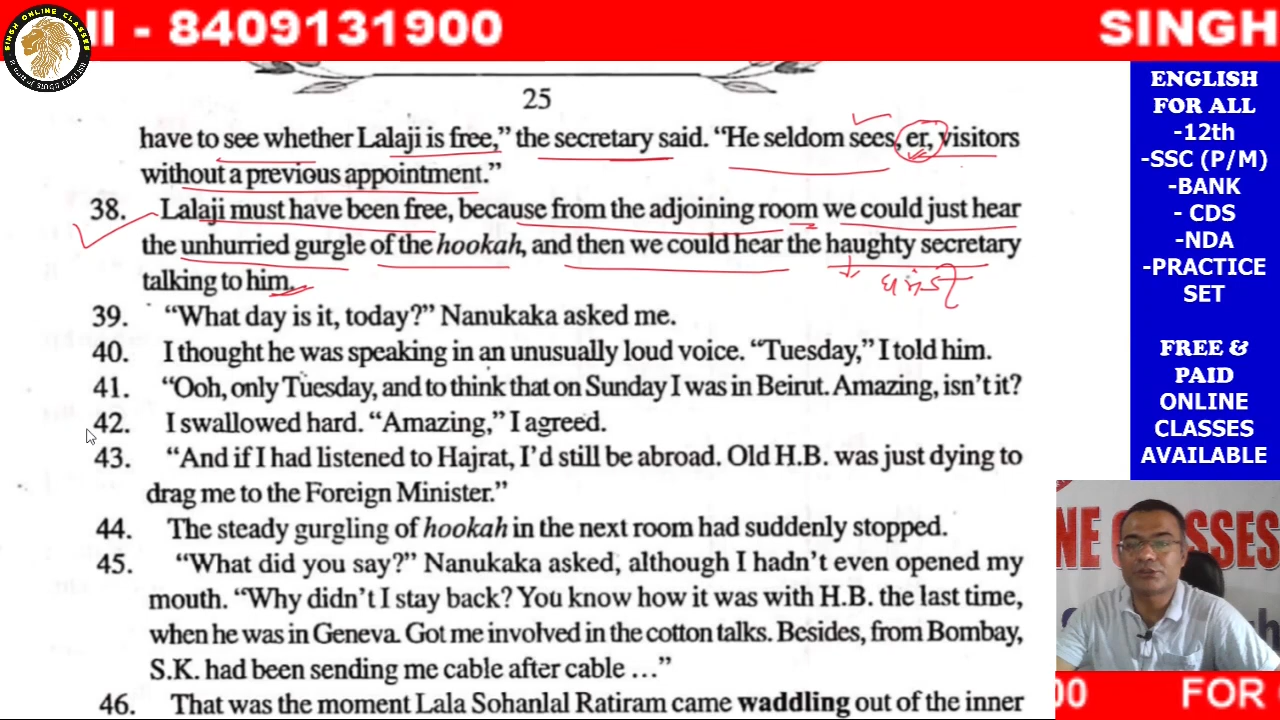 ll - 8409131900
SINGH
SINGH ONLINE CLASSES
25
have to see whether Lalaji is free,” the secretary said. “He seldom sees, er, visitors
without a previous appointment.”
38. Lalaji must have been free, because from the adjoining room we could just hear
the unhurried gurgle of the hookah, and then we could hear the haughty secretary
talking to him.
घमंडी
39. “What day is it, today?” Nanukaka asked me.
40. I thought he was speaking in an unusually loud voice. “Tuesday,” I told him.
41. “Ooh, only Tuesday, and to think that on Sunday I was in Beirut. Amazing, isn’t it?
42. I swallowed hard. “Amazing,” I agreed.
43. “And if I had listened to Hajrat, I’d still be abroad. Old H.B. was just dying to
drag me to the Foreign Minister.”
44. The steady gurgling of hookah in the next room had suddenly stopped.
45. “What did you say?” Nanukaka asked, although I hadn’t even opened my
mouth. “Why didn’t I stay back? You know how it was with H.B. the last time,
when he was in Geneva. Got me involved in the cotton talks. Besides, from Bombay,
S.K. had been sending me cable after cable ...”
46. That was the moment Lala Sohanlal Ratiram came waddling out of the inner
ENGLISH
FOR ALL
-12th
-SSC (P/M)
-BANK
- CDS
-NDA
-PRACTICE
SET
FREE &
PAID
ONLINE
CLASSES
AVAILABLE
NE CLASSES
00 FOR